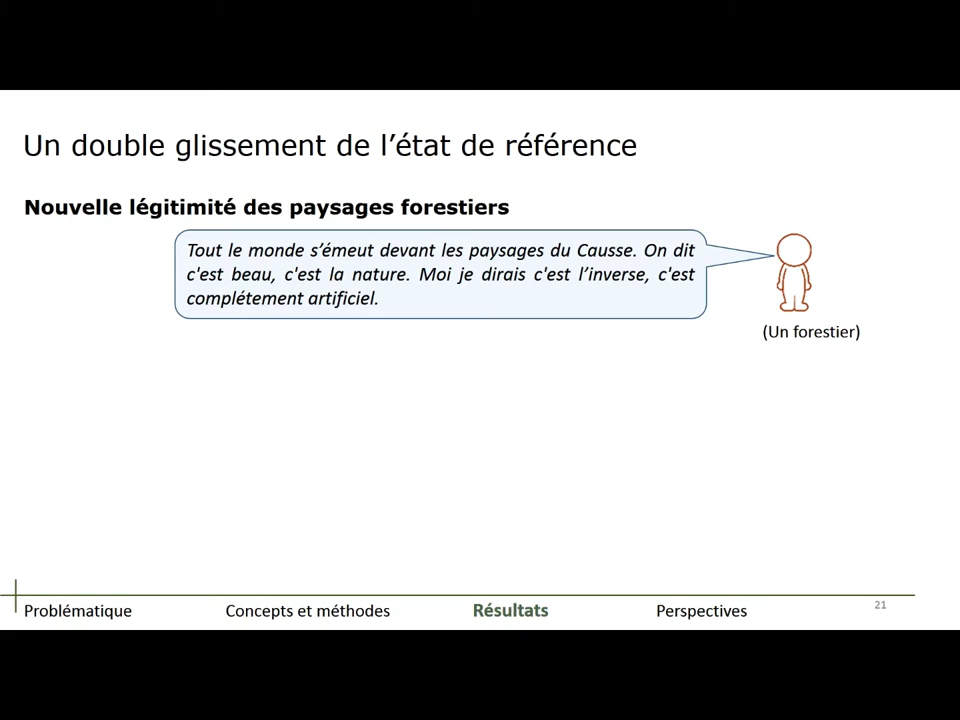 Un double glissement de l’état de référence
Nouvelle légitimité des paysages forestiers
Tout le monde s’émeut devant les paysages du Causse. On dit
c'est beau, c'est la nature. Moi je dirais c'est l’inverse, c'est
complétement artificiel.
(Un forestier)
Problématique
Concepts et méthodes
Résultats
Perspectives
21